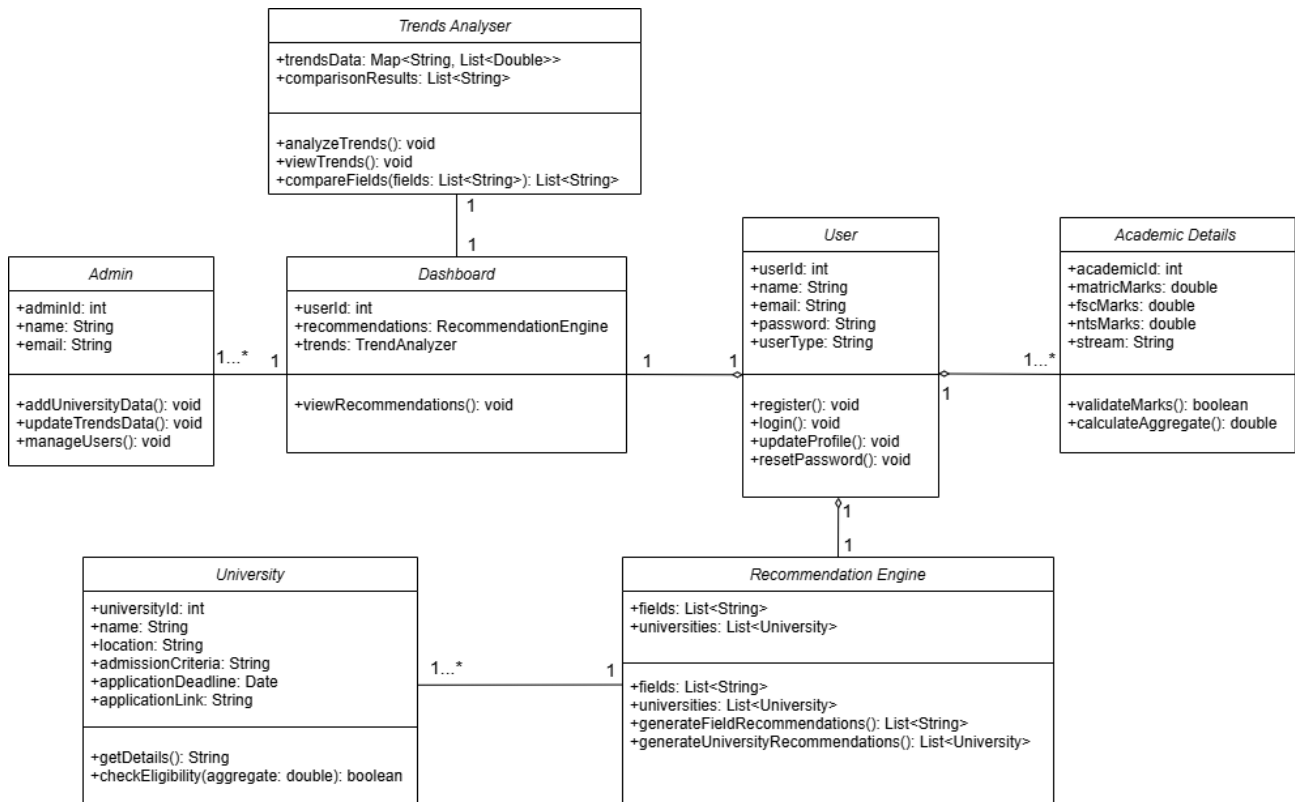 Trends Analyser
+trendsData: Map<String, List<Double>>
+comparisonResults: List<String>
+analyzeTrends(): void
+viewTrends(): void
+compareFields(fields: List<String>): List<String>
1
1
Admin
+adminId: int
+name: String
+email: String
+addUniversityData(): void
+updateTrendsData(): void
+manageUsers(): void
1...*
1
Dashboard
+userId: int
+recommendations: RecommendationEngine
+trends: TrendAnalyzer
+viewRecommendations(): void
1
1
User
+userId: int
+name: String
+email: String
+password: String
+userType: String
+register(): void
+login(): void
+updateProfile(): void
+resetPassword(): void
1
1...*
Academic Details
+academicId: int
+matricMarks: double
+fscMarks: double
+ntsMarks: double
+stream: String
+validateMarks(): boolean
+calculateAggregate(): double
1
1
University
+universityId: int
+name: String
+location: String
+admissionCriteria: String
+applicationDeadline: Date
+applicationLink: String
+getDetails(): String
+checkEligibility(aggregate: double): boolean
1...*
1
Recommendation Engine
+fields: List<String>
+universities: List<University>
+fields: List<String>
+universities: List<University>
+generateFieldRecommendations(): List<String>
+generateUniversityRecommendations(): List<University>